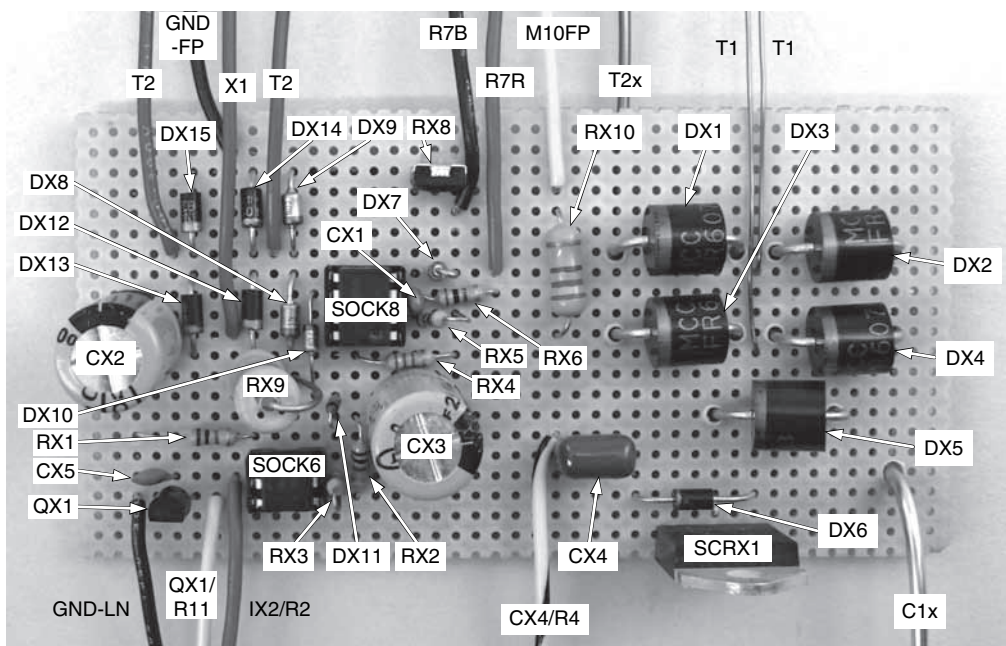 GND
-FP
R7B
M10FP
T2
X1
T2
R7R
T2x
T1
T1
DX15
DX14
DX9
RX8
RX10
DX1
DX3
DX8
DX7
DX12
CX1
DX13
SOCK8
DX2
MCC
FR6
CX2
RX5
RX6
DX4
RX9
RX4
DX10
RX1
CX3
DX5
CX5
SOCK6
QX1
RX3
DX11
RX2
CX4
DX6
SCRX1
GND-LN
QX1/
R11
IX2/R2
CX4/R4
C1x